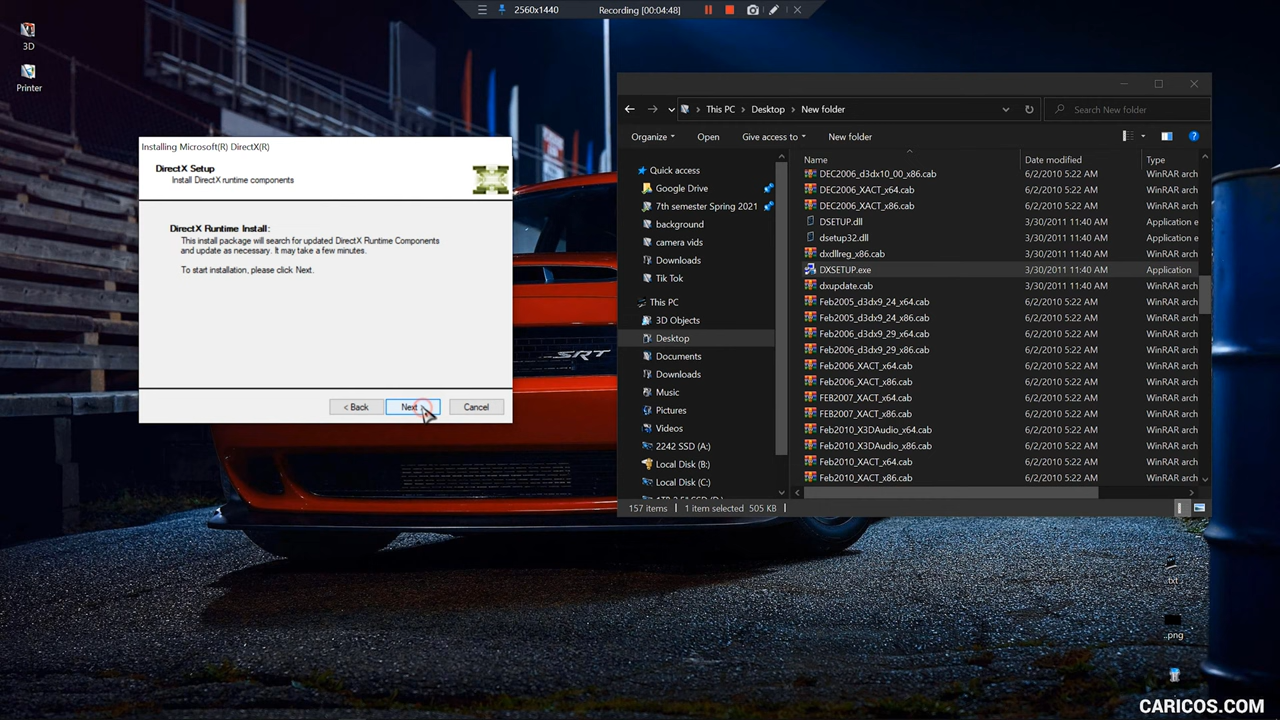 2560x1440
Recording [00:04:48]
3D
Printer
Installing Microsoft(R) DirectX(R)
DirectX Setup
Install DirectX runtime components
DirectX Runtime Install:
This install package will search for updated DirectX Runtime Components
and update as necessary. It may take a few minutes.
To start installation, please click Next.
< Back
Next
Cancel
This PC > Desktop > New folder
Search New folder
Organize
Open
Give access to
New folder
Quick access
Google Drive
7th semester Spring 2021
background
camera vids
Downloads
Tik Tok
This PC
3D Objects
Desktop
Documents
Downloads
Music
Pictures
Videos
2242 SSD (A:)
Local Disk (B:)
Local Disk (C:)
Name Date modified Type
6/2/2010 5:22 AM WinRAR arch
DEC2006_XACT_x64.cab 6/2/2010 5:22 AM WinRAR arch
DEC2006_XACT_x86.cab 6/2/2010 5:22 AM WinRAR arch
DSETUP.dll 3/30/2011 11:40 AM Application e
dsetup32.dll 3/30/2011 11:40 AM Application e
dxdllreg_x86.cab 3/30/2011 11:40 AM WinRAR arch
DXSETUP.exe 3/30/2011 11:40 AM Application
dxupdate.cab 3/30/2011 11:40 AM WinRAR arch
Feb2005_d3dx9_24_x64.cab 6/2/2010 5:22 AM WinRAR arch
Feb2005_d3dx9_24_x86.cab 6/2/2010 5:22 AM WinRAR arch
Feb2006_d3dx9_29_x64.cab 6/2/2010 5:22 AM WinRAR arch
Feb2006_d3dx9_29_x86.cab 6/2/2010 5:22 AM WinRAR arch
Feb2006_XACT_x64.cab 6/2/2010 5:22 AM WinRAR arch
Feb2006_XACT_x86.cab 6/2/2010 5:22 AM WinRAR arch
FEB2007_XACT_x64.cab 6/2/2010 5:22 AM WinRAR arch
FEB2007_XACT_x86.cab 6/2/2010 5:22 AM WinRAR arch
Feb2010_X3DAudio_x64.cab 6/2/2010 5:22 AM WinRAR arch
Feb2010_X3DAudio_x86.cab 6/2/2010 5:22 AM WinRAR arch
Feb2010_XACT_x64.cab 6/2/2010 5:22 AM WinRAR arch
Feb2010_XACT_x86.cab 6/2/2010 5:22 AM WinRAR arch
157 items
1 item selected 505 KB
SRT
.txt
..png
CARICOS.COM